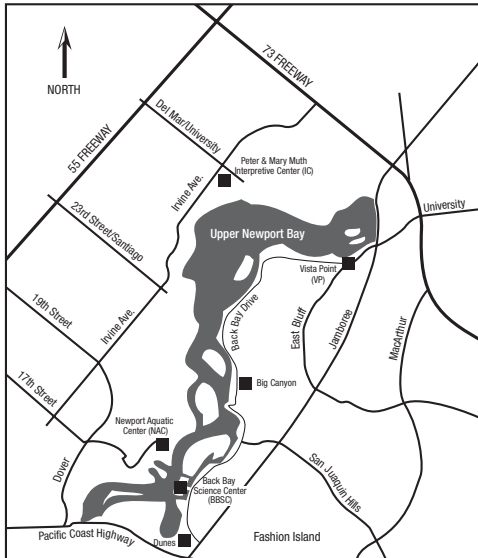 73 FREEWAY
NORTH
55 FREEWAY
Del Mar/University
Peter & Mary Muth
Interpretive Center (IC)
Irvine Ave.
23rd Street/Santiago
Upper Newport Bay
University
Vista Point
(VP)
19th Street
Irvine Ave.
Back Bay Drive
East Bluff
Jamboree
MacArthur
17th Street
Big Canyon
Newport Aquatic
Center (NAC)
Dover
San Juaquin Hills
Back Bay
Science Center
(BBSC)
Pacific Coast Highway
Dunes
Fashion Island